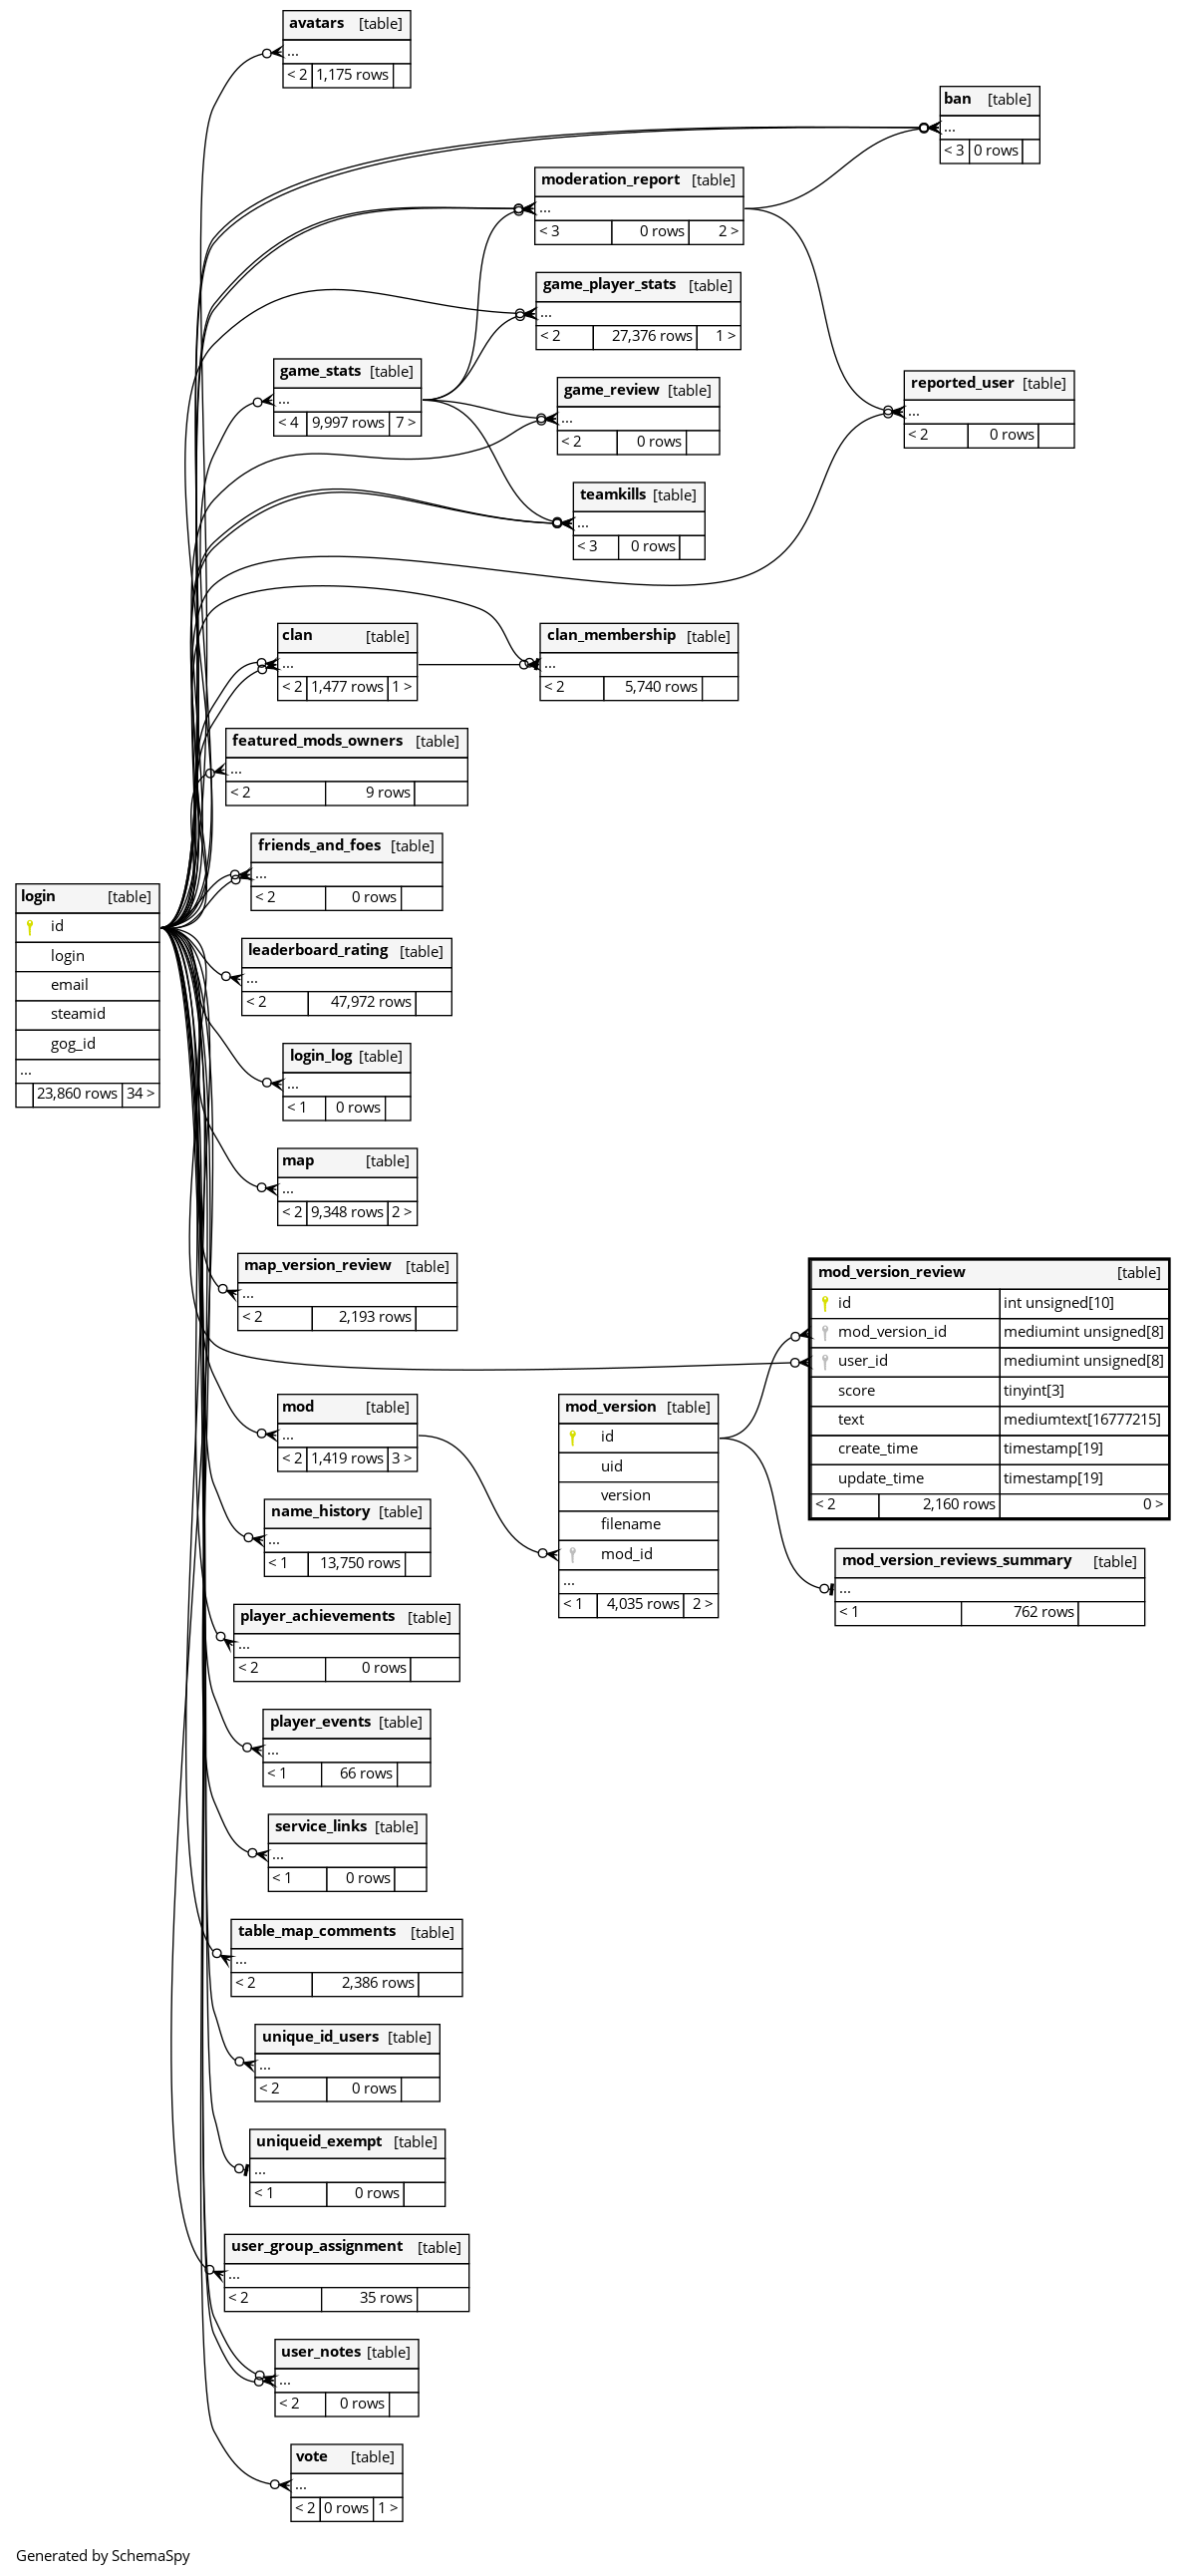 avatars [table]
...
< 2 1,175 rows
ban [table]
...
< 3 0 rows
moderation_report [table]
...
< 3 0 rows 2 >
game_player_stats [table]
...
< 2 27,376 rows 1 >
game_stats [table]
...
< 4 9,997 rows 7 >
game_review [table]
...
< 2 0 rows
reported_user [table]
...
< 2 0 rows
teamkills [table]
...
< 3 0 rows
clan [table]
...
< 2 1,477 rows 1 >
clan_membership [table]
...
< 2 5,740 rows
featured_mods_owners [table]
...
< 2 9 rows
friends_and_foes [table]
...
< 2 0 rows
login [table]
id
login
email
steamid
gog_id
...
23,860 rows 34 >
leaderboard_rating [table]
...
< 2 47,972 rows
login_log [table]
...
< 1 0 rows
map [table]
...
< 2 9,348 rows 2 >
map_version_review [table]
...
< 2 2,193 rows
mod_version_review [table]
id int unsigned[10]
mod_version_id mediumint unsigned[8]
user_id mediumint unsigned[8]
score tinyint[3]
text mediumtext[16777215]
create_time timestamp[19]
update_time timestamp[19]
< 2 2,160 rows 0 >
mod [table]
...
< 2 1,419 rows 3 >
mod_version [table]
id
uid
version
filename
mod_id
...
< 1 4,035 rows 2 >
name_history [table]
...
< 1 13,750 rows
mod_version_reviews_summary [table]
...
< 1 762 rows
player_achievements [table]
...
< 2 0 rows
player_events [table]
...
< 1 66 rows
service_links [table]
...
< 1 0 rows
table_map_comments [table]
...
< 2 2,386 rows
unique_id_users [table]
...
< 2 0 rows
uniqueid_exempt [table]
...
< 1 0 rows
user_group_assignment [table]
...
< 2 35 rows
user_notes [table]
...
< 2 0 rows
vote [table]
...
< 2 0 rows 1 >
Generated by SchemaSpy